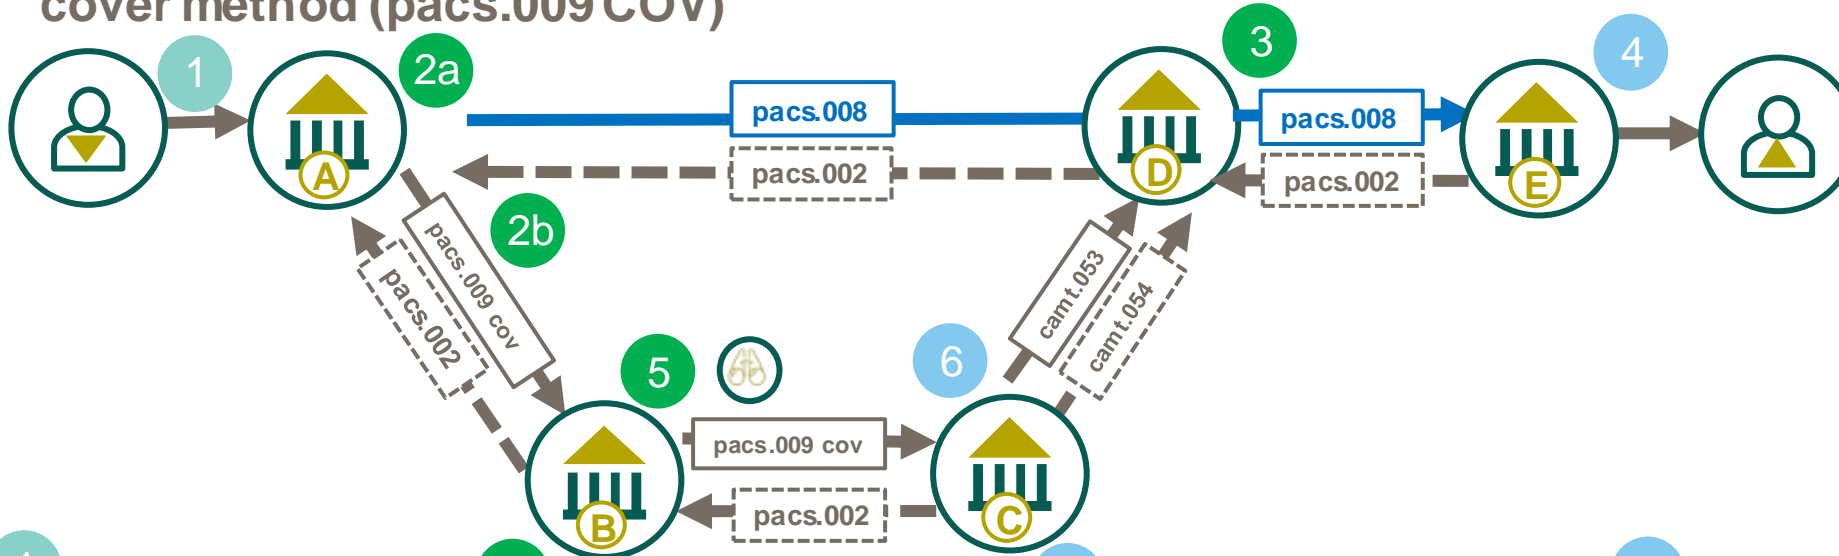 cover method (pacs.009 COV)
1
2a
3
4
pacs.008
pacs.008
pacs.002
pacs.002
A
D
E
2b
pacs.009 cov
pacs.002
camt.053
camt.054
5
6
pacs.009 cov
pacs.002
B
C